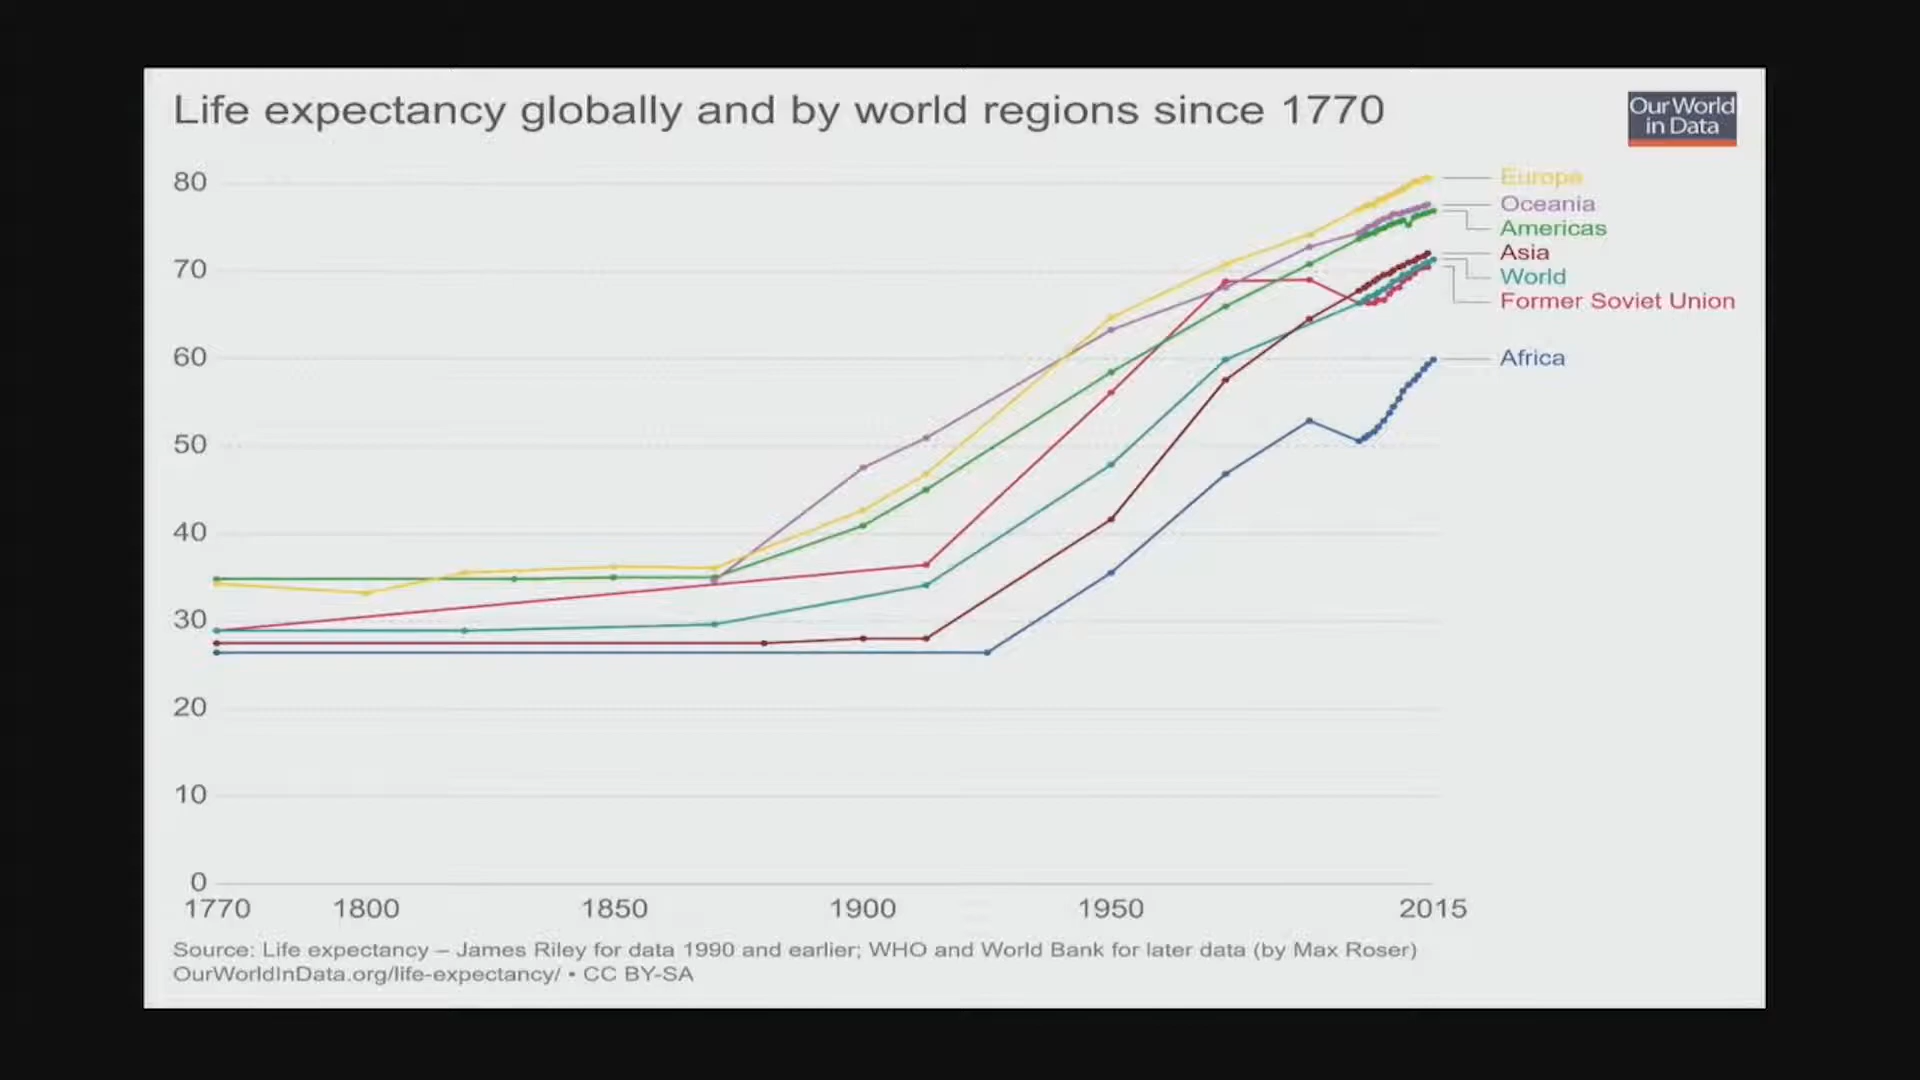 Life expectancy globally and by world regions since 1770
Our World
in Data
80
70
60
50
40
30
20
10
0
1770 1800 1850 1900 1950 2015
Europe
Oceania
Americas
Asia
World
Former Soviet Union
Africa
Source: Life expectancy – James Riley for data 1990 and earlier; WHO and World Bank for later data (by Max Roser)
OurWorldInData.org/life-expectancy/ • CC BY-SA